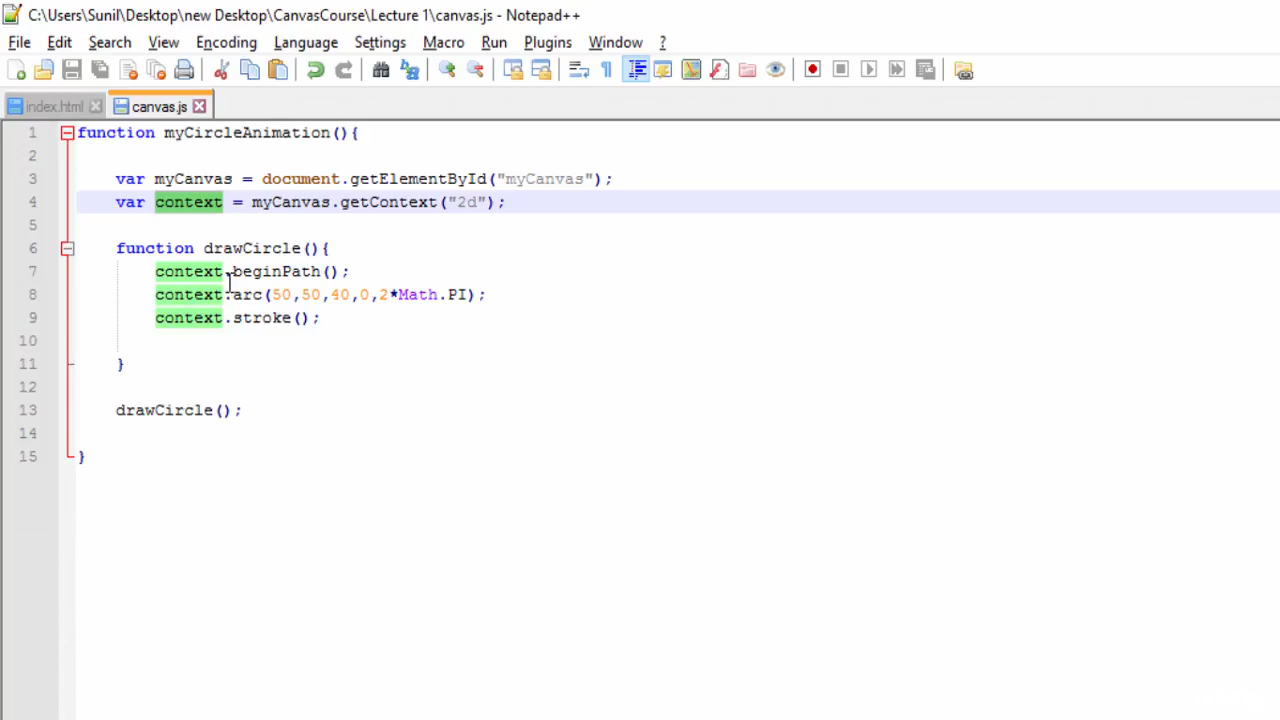 C:\Users\Sunil\Desktop\new Desktop\CanvasCourse\Lecture 1\canvas.js - Notepad++
File Edit Search View Encoding Language Settings Macro Run Plugins Window ?
index.html canvas.js
1 function myCircleAnimation(){
2
3 var myCanvas = document.getElementById("myCanvas");
4 var context = myCanvas.getContext("2d");
5
6 function drawCircle(){
7 context.beginPath();
8 context.arc(50,50,40,0,2*Math.PI);
9 context.stroke();
10
11 }
12
13 drawCircle();
14
15 }